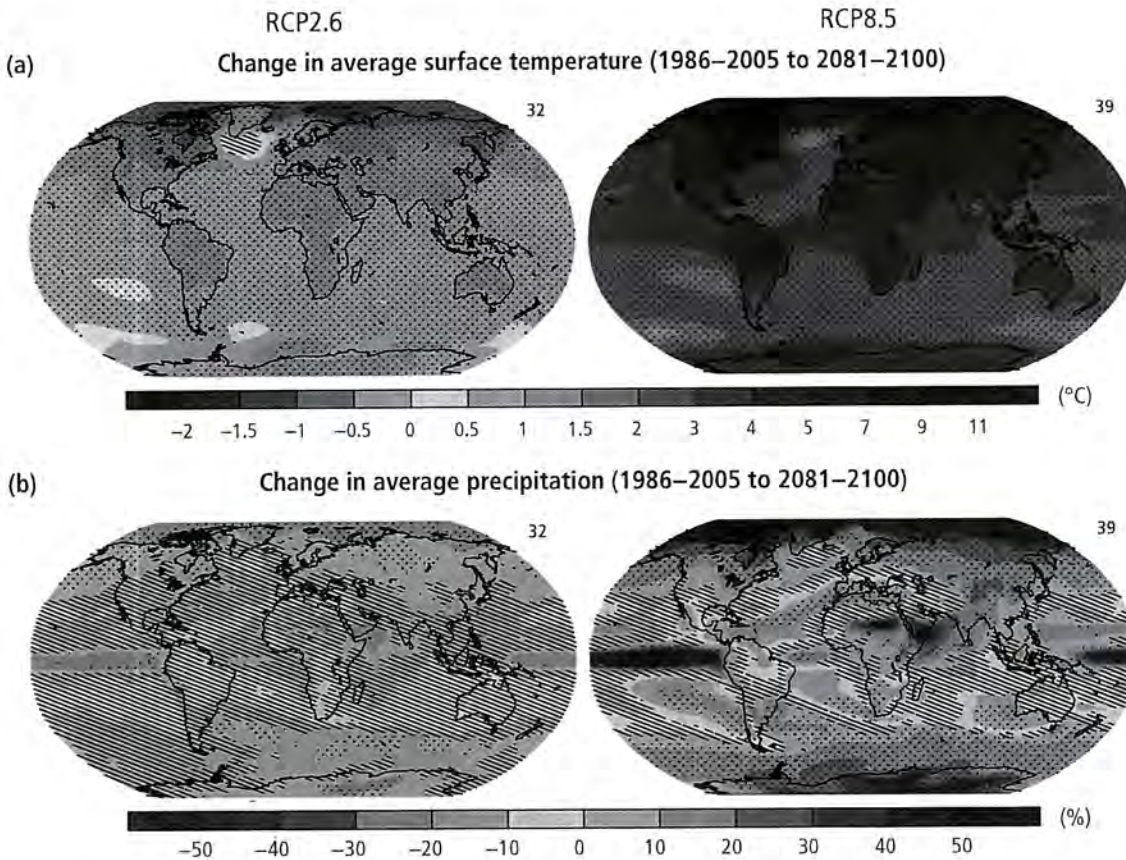 RCP2.6
RCP8.5
(a)
Change in average surface temperature (1986–2005 to 2081–2100)
32
39
(°C)
−2 −1.5 −1 −0.5 0 0.5 1 1.5 2 3 4 5 7 9 11
(b)
Change in average precipitation (1986–2005 to 2081–2100)
32
39
(%)
−50 −40 −30 −20 −10 0 10 20 30 40 50